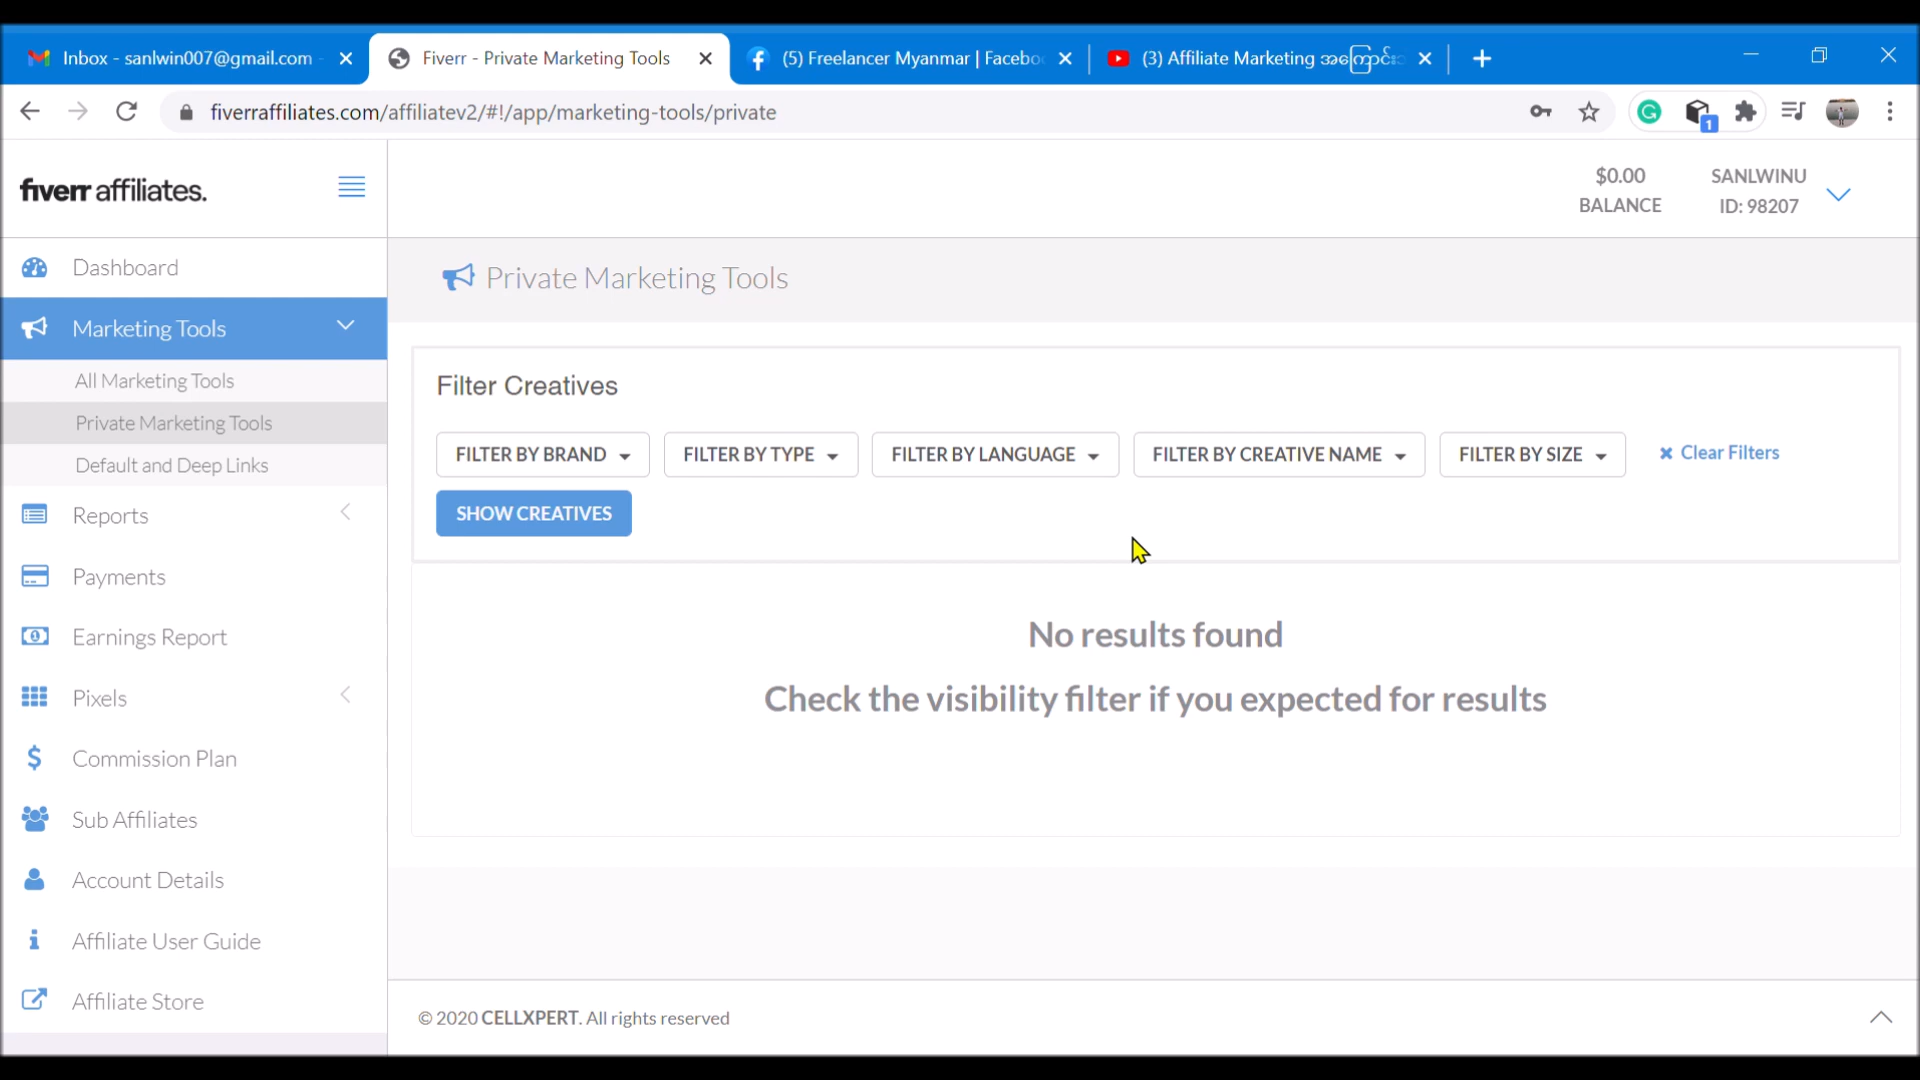 Inbox - sanlwin007@gmail.com -
Fiverr - Private Marketing Tools
(5) Freelancer Myanmar | Facebo
(3) Affiliate Marketing အကြောင်း
fiverraffiliates.com/affiliatev2/#!/app/marketing-tools/private
1
fiverr affiliates.
$0.00
BALANCE
SANLWINU
ID: 98207
Dashboard
Marketing Tools
All Marketing Tools
Private Marketing Tools
Default and Deep Links
Reports
Payments
Earnings Report
Pixels
Commission Plan
Sub Affiliates
Account Details
Affiliate User Guide
Affiliate Store
Private Marketing Tools
Filter Creatives
FILTER BY BRAND
FILTER BY TYPE
FILTER BY LANGUAGE
FILTER BY CREATIVE NAME
FILTER BY SIZE
Clear Filters
SHOW CREATIVES
No results found
Check the visibility filter if you expected for results
© 2020 CELLXPERT. All rights reserved